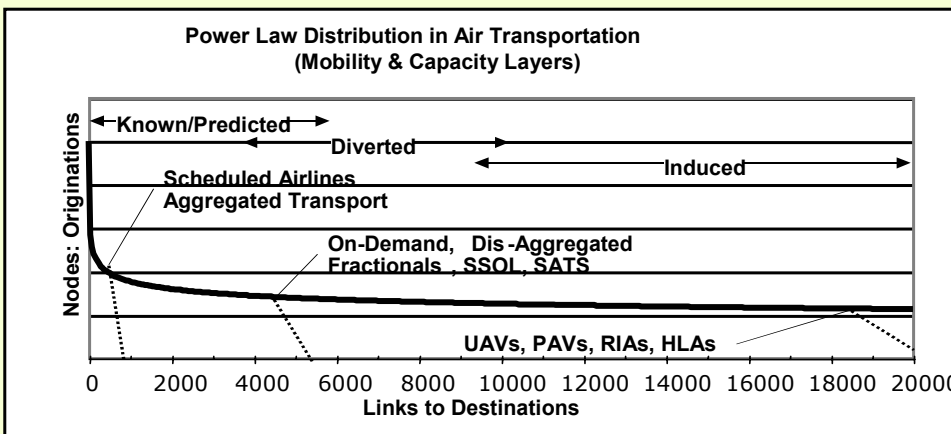 Power Law Distribution in Air Transportation
(Mobility & Capacity Layers)
Nodes: Originations
Known/Predicted
Diverted
Induced
Scheduled Airlines
Aggregated Transport
On-Demand, Dis-Aggregated
Fractionals , SSOL, SATS
UAVs, PAVs, RIAs, HLAs
0 2000 4000 6000 8000 10000 12000 14000 16000 18000 20000
Links to Destinations